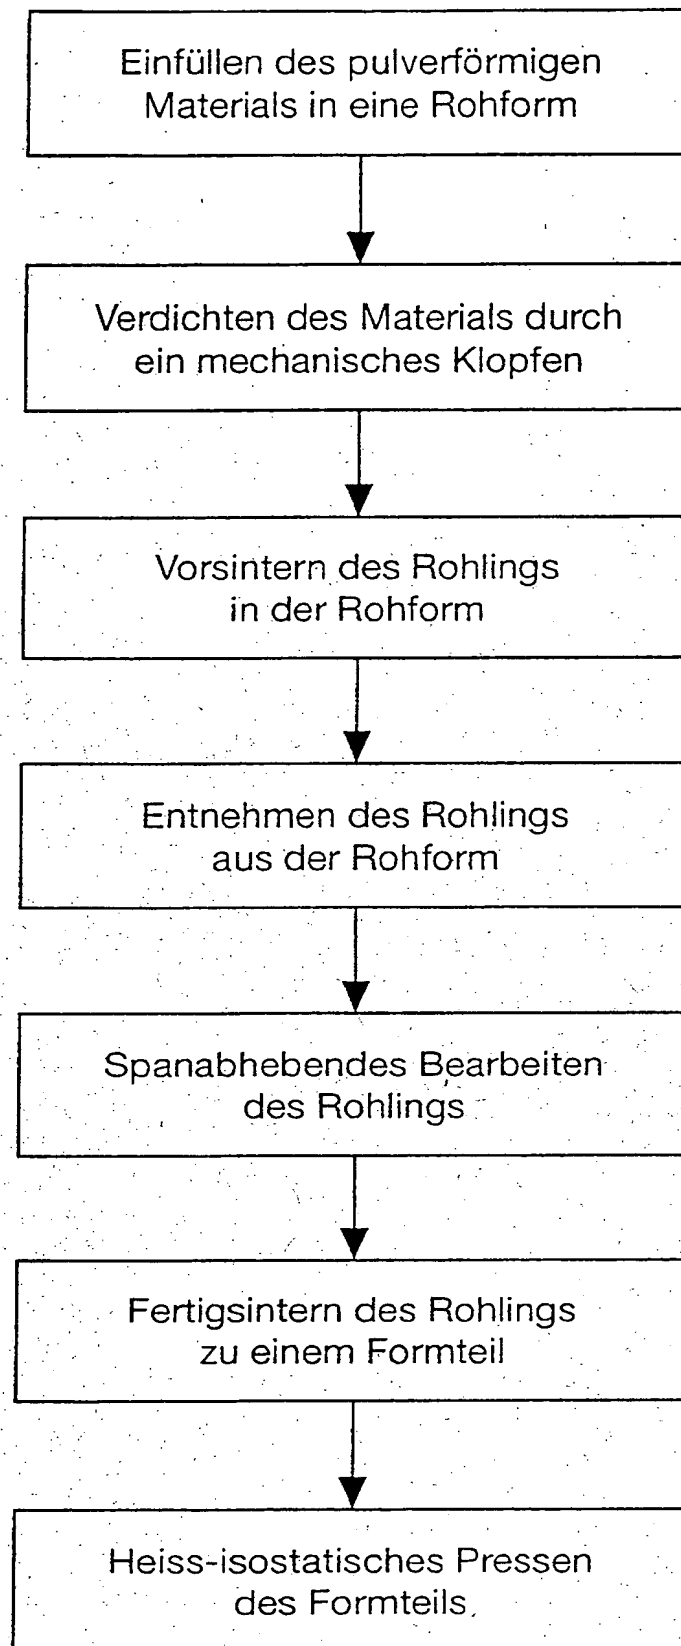 Einfüllen des pulverförmigen
Materials in eine Rohform
Verdichten des Materials durch
ein mechanisches Klopfen
Vorsintern des Rohlings
in der Rohform
Entnehmen des Rohlings
aus der Rohform
Spanabhebendes Bearbeiten
des Rohlings
Fertigsintern des Rohlings
zu einem Formteil
Heiss-isostatisches Pressen
des Formteils